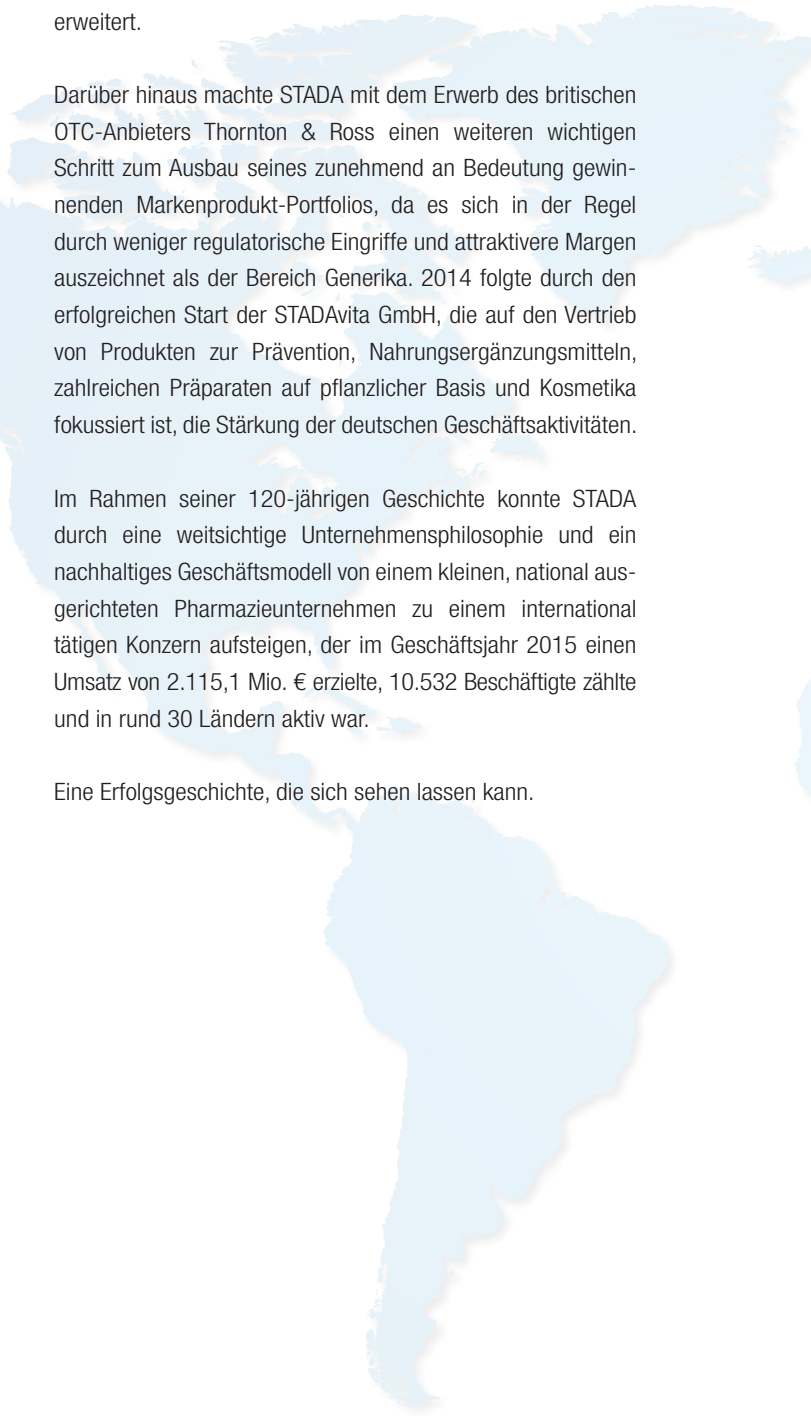 erweitert.
Darüber hinaus machte STADA mit dem Erwerb des britischen
OTC-Anbieters Thornton & Ross einen weiteren wichtigen
Schritt zum Ausbau seines zunehmend an Bedeutung gewin-
nenden Markenprodukt-Portfolios, da es sich in der Regel
durch weniger regulatorische Eingriffe und attraktivere Margen
auszeichnet als der Bereich Generika. 2014 folgte durch den
erfolgreichen Start der STADAvita GmbH, die auf den Vertrieb
von Produkten zur Prävention, Nahrungsergänzungsmitteln,
zahlreichen Präparaten auf pflanzlicher Basis und Kosmetika
fokussiert ist, die Stärkung der deutschen Geschäftsaktivitäten.
Im Rahmen seiner 120-jährigen Geschichte konnte STADA
durch eine weitsichtige Unternehmensphilosophie und ein
nachhaltiges Geschäftsmodell von einem kleinen, national aus-
gerichteten Pharmazieunternehmen zu einem international
tätigen Konzern aufsteigen, der im Geschäftsjahr 2015 einen
Umsatz von 2.115,1 Mio. € erzielte, 10.532 Beschäftigte zählte
und in rund 30 Ländern aktiv war.
Eine Erfolgsgeschichte, die sich sehen lassen kann.